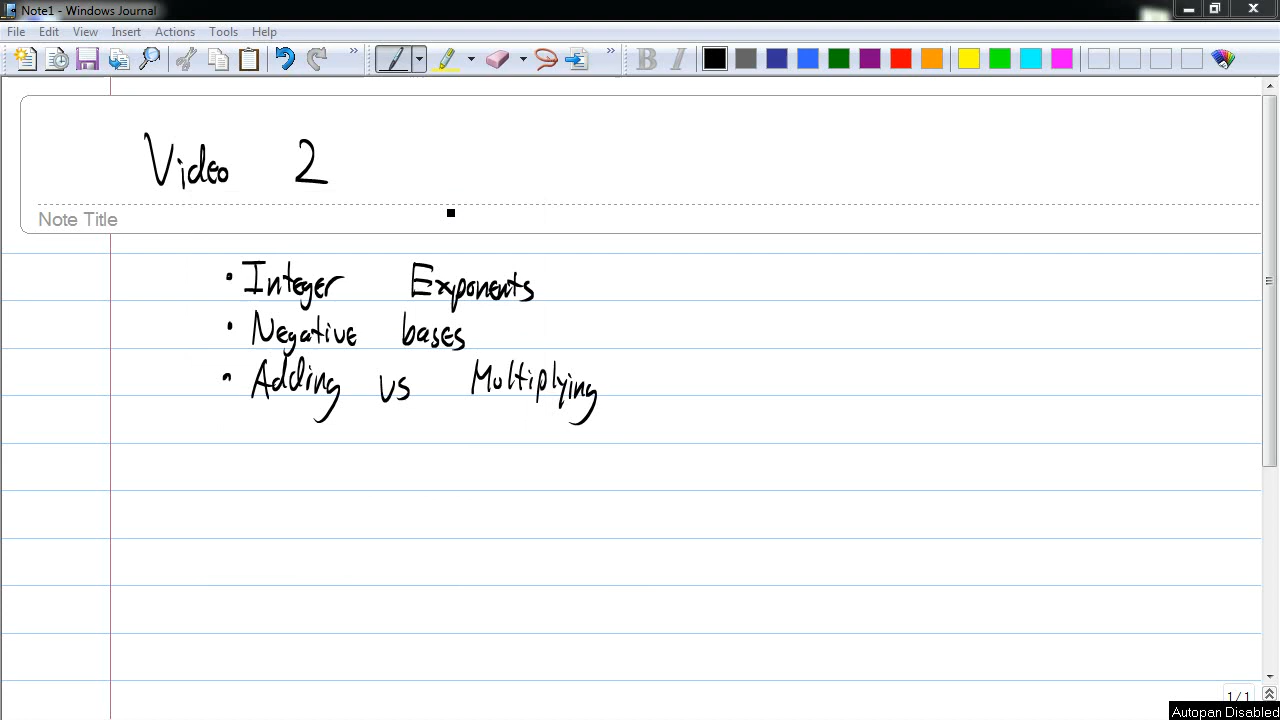 Note1 - Windows Journal
File Edit View Insert Actions Tools Help
B I
Video 2
Note Title
• Integer Exponents
• Negative bases
• Adding vs Multiplying
1/1
Autopan Disabled